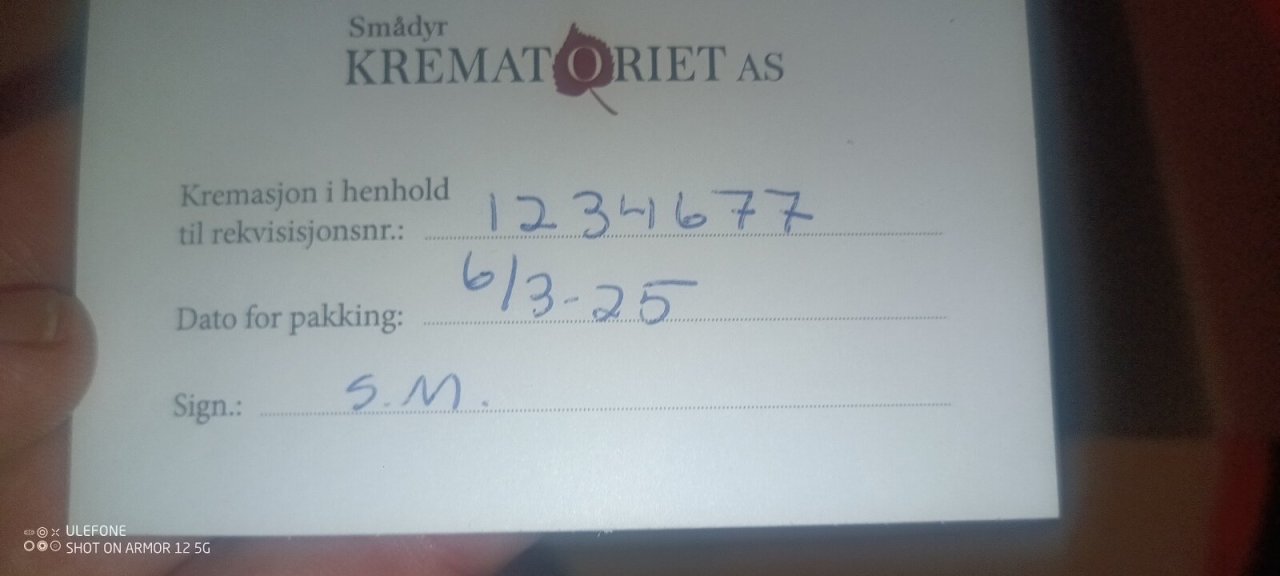 Smådyr
KREMATORIET AS
Kremasjon i henhold
til rekvisisjonsnr.: 1234677
Dato for pakking: 6/3-25
Sign.: S.M.
ULEFONE
SHOT ON ARMOR 12 5G